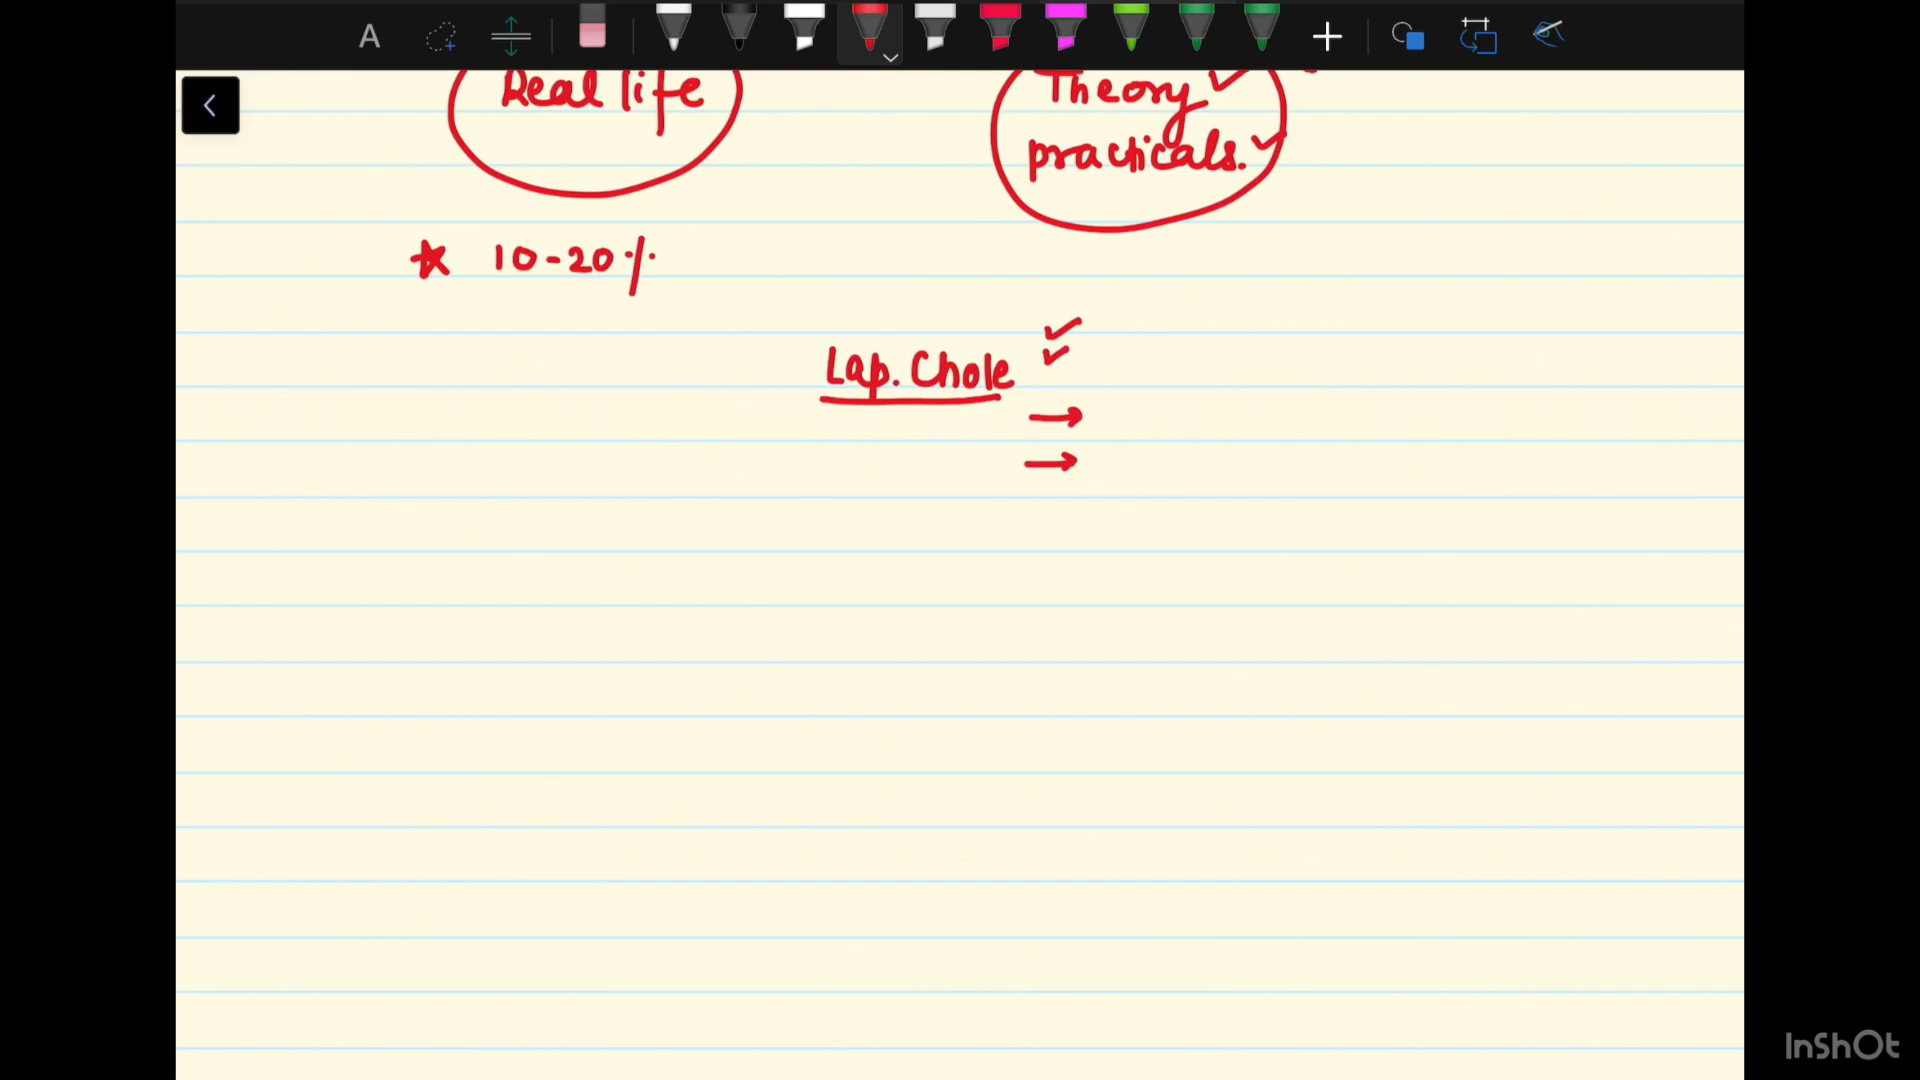 A
Real life
Theory
practicals.
10-20%
Lap. Chole
InShOt